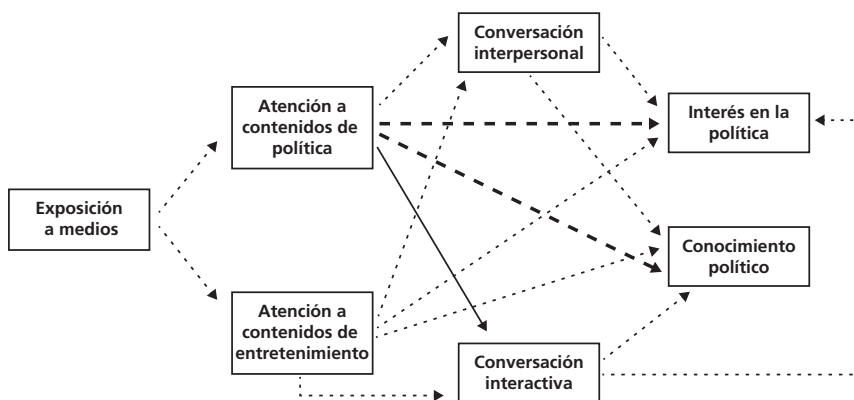 Conversación
interpersonal
Atención a
contenidos de
política
Interés en la
política
Exposición
a medios
Conocimiento
político
Atención a
contenidos de
entretenimiento
Conversación
interactiva